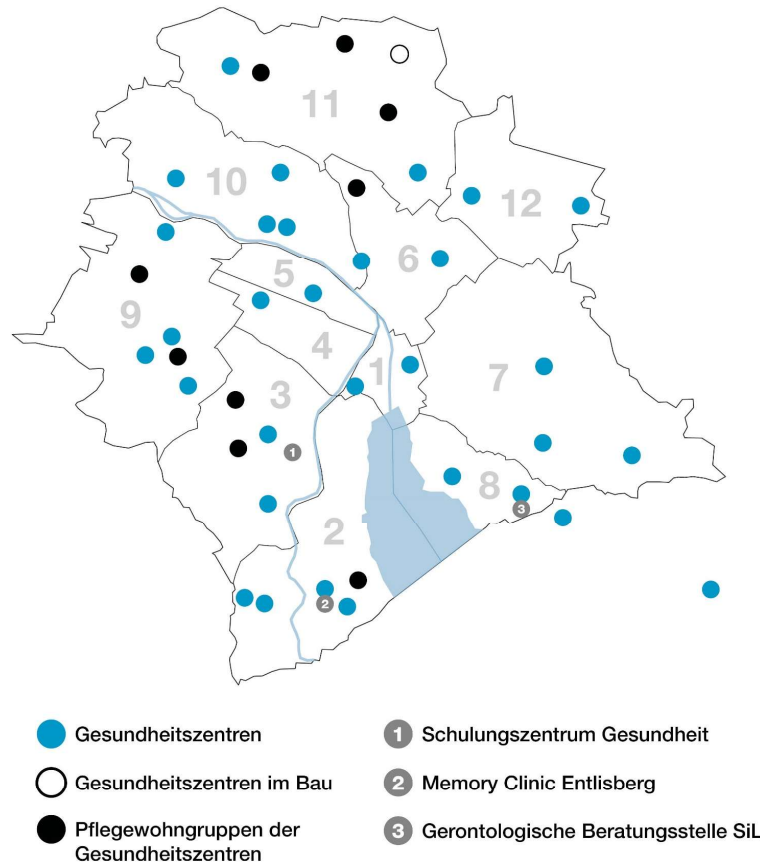 11
10
12
6
5
9
4
1
7
3
8
1
2
3
2
Gesundheitszentren
Gesundheitszentren im Bau
Pflegewohngruppen der
Gesundheitszentren
1 Schulungszentrum Gesundheit
2 Memory Clinic Entlisberg
3 Gerontologische Beratungsstelle SiL